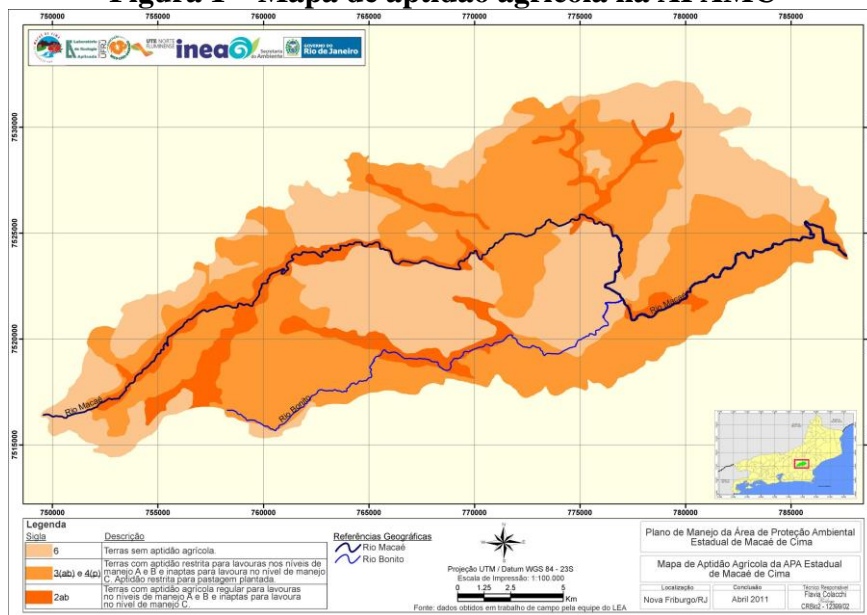 Figura 1 – Mapa de aptidão agrícola na APAMC
750000 755000 760000 765000 770000 775000 780000 785000
UFRJ
UTE NORTE
FLUMINENSE
inea
Secretaria
do Ambiente
GOVERNO DO
Rio de Janeiro
7530000
7525000
7520000
7515000
Rio Macaé
Rio Bonito
Rio Macaé
Legenda
Sigla Descrição
6 Terras sem aptidão agrícola.
3(ab) e 4(p) Terras com aptidão restrita para lavouras nos níveis de
manejo A e B e inaptas para lavoura no nível de manejo
C. Aptidão restrita para pastagem plantada.
2ab Terras com aptidão agrícola regular para lavouras
no níveis de manejo A e B e inaptas para lavoura
no nível de manejo C.
Referências Geográficas
Rio Macaé
Rio Bonito
Projeção UTM / Datum WGS 84 - 23S
Escala de Impressão: 1:100.000
0 1.25 2.5 5
Km
Fonte: dados obtidos em trabalho de campo pela equipe do LEA
Plano de Manejo da Área de Proteção Ambiental
Estadual de Macaé de Cima
Mapa de Aptidão Agrícola da APA Estadual
de Macaé de Cima
Localização Conclusão Técnico Responsável
Nova Friburgo/RJ Abril 2011 Flavia Colacchi